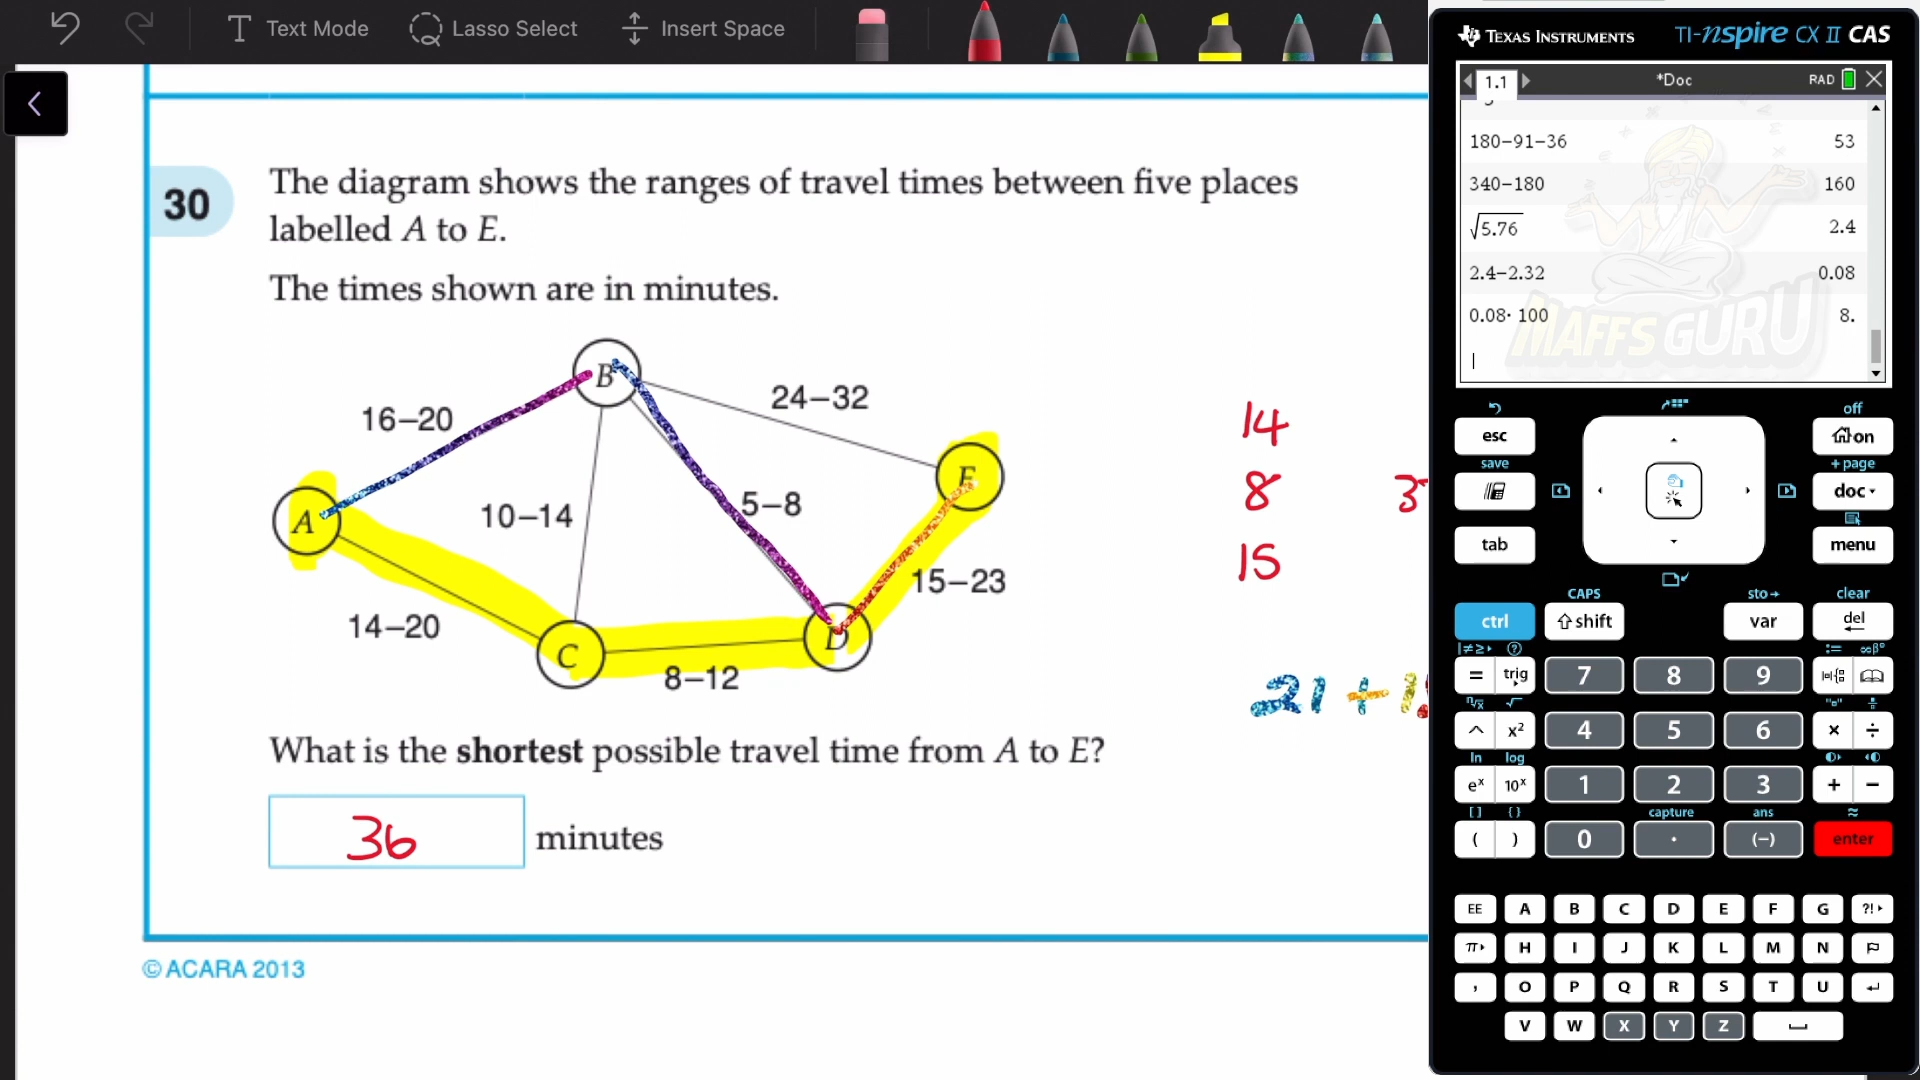 Text Mode Lasso Select Insert Space
30
The diagram shows the ranges of travel times between five places
labelled A to E.
The times shown are in minutes.
B
24–32
16–20
E
A
10–14
5–8
15–23
14–20
C
D
8–12
14
8
15
21+
What is the shortest possible travel time from A to E?
36 minutes
© ACARA 2013
TEXAS INSTRUMENTS TI-nspire CX II CAS
1.1 *Doc RAD
180−91−36 53
340−180 160
√5.76 2.4
2.4−2.32 0.08
0.08· 100 8.
MAFFS GURU
off
esc on
save + page
doc
tab menu
CAPS sto→ clear
ctrl shift var del
= trig 7 8 9
^ x² 4 5 6 × ÷
ln log
eˣ 10ˣ 1 2 3 + −
[] {} capture ans ≈
( ) 0 . (−) enter
EE A B C D E F G ?!
π H I J K L M N
, O P Q R S T U
V W X Y Z